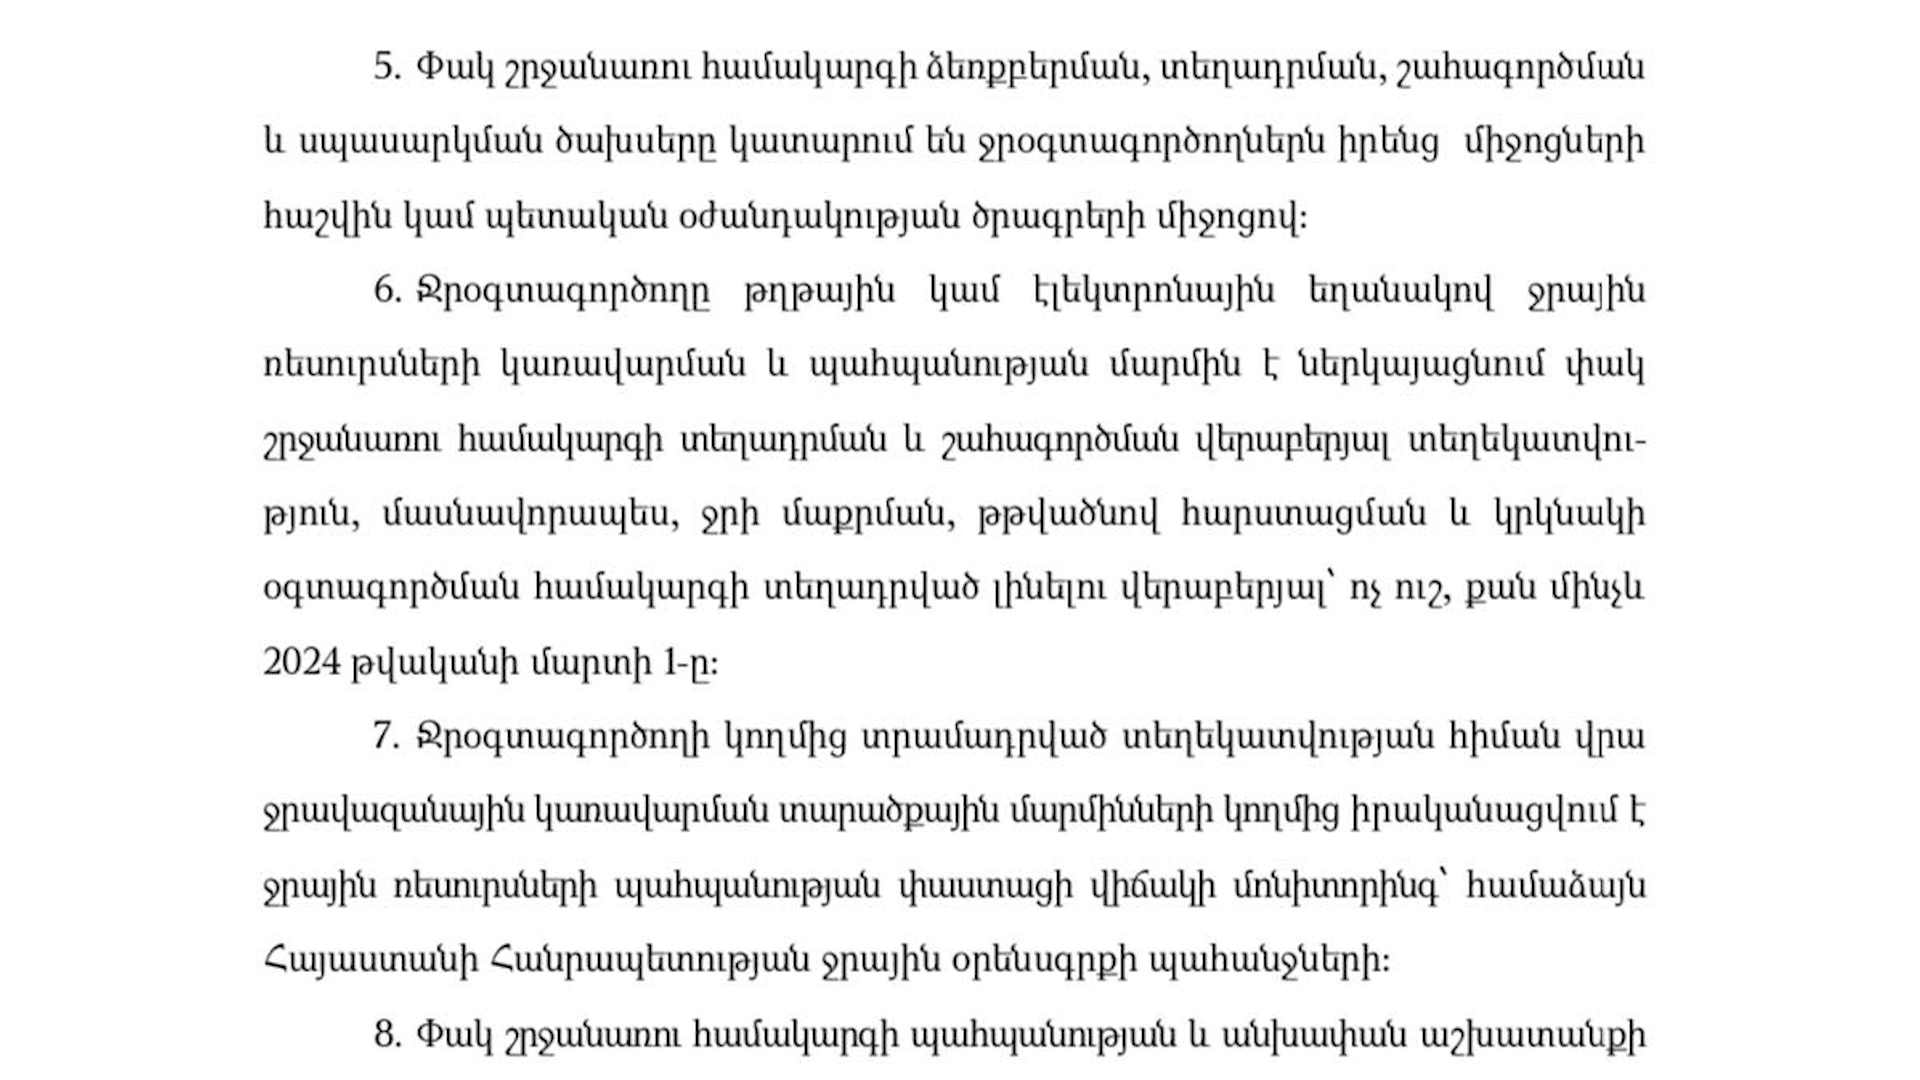 5. Փակ շրջանառու համակարգի ձեռքբերման, տեղադրման, շահագործման
և սպասարկման ծախսերը կատարում են ջրօգտագործողներն իրենց միջոցների
հաշվին կամ պետական օժանդակության ծրագրերի միջոցով:
6. Ջրօգտագործողը թղթային կամ էլեկտրոնային եղանակով ջրային
ռեսուրսների կառավարման և պահպանության մարմին է ներկայացնում փակ
շրջանառու համակարգի տեղադրման և շահագործման վերաբերյալ տեղեկատվու-
թյուն, մասնավորապես, ջրի մաքրման, թթվածնով հարստացման և կրկնակի
օգտագործման համակարգի տեղադրված լինելու վերաբերյալ՝ ոչ ուշ, քան մինչև
2024 թվականի մարտի 1-ը:
7. Ջրօգտագործողի կողմից տրամադրված տեղեկատվության հիման վրա
ջրավազանային կառավարման տարածքային մարմինների կողմից իրականացվում է
ջրային ռեսուրսների պահպանության փաստացի վիճակի մոնիտորինգ՝ համաձայն
Հայաստանի Հանրապետության ջրային օրենսգրքի պահանջների:
8. Փակ շրջանառու համակարգի պահպանության և անխափան աշխատանքի